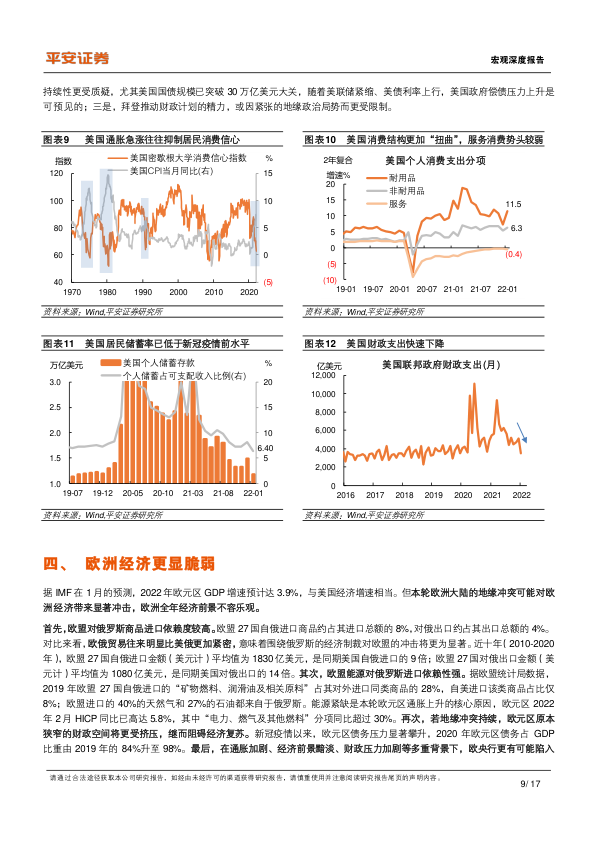 平安证券
宏观深度报告
持续性更受质疑，尤其美国国债规模已突破 30 万亿美元大关，随着美联储紧缩、美债利率上行，美国政府偿债压力上升是
可预见的；三是，拜登推动财政计划的精力，或因紧张的地缘政治局势而更受限制。
图表9 美国通胀急涨往往抑制居民消费信心
指数
美国密歇根大学消费信心指数
美国CPI当月同比(右)
%
120
100
80
60
40
15
10
5
0
(5)
1970 1980 1990 2000 2010 2020
资料来源：Wind,平安证券研究所
图表10 美国消费结构更加“扭曲”，服务消费势头较弱
2年复合
增速%
美国个人消费支出分项
耐用品
非耐用品
服务
20
15
10
5
0
(5)
(10)
11.5
6.3
(0.4)
19-01 19-07 20-01 20-07 21-01 21-07 22-01
资料来源：Wind,平安证券研究所
图表11 美国居民储蓄率已低于新冠疫情前水平
万亿美元
美国个人储蓄存款
个人储蓄占可支配收入比例(右)
%
3.0
2.5
2.0
1.5
1.0
20
15
10
5
0
6.40
19-07 19-12 20-05 20-10 21-03 21-08 22-01
资料来源：Wind,平安证券研究所
图表12 美国财政支出快速下降
亿美元
美国联邦政府财政支出(月)
12,000
10,000
8,000
6,000
4,000
2,000
0
2016 2017 2018 2019 2020 2021 2022
资料来源：Wind,平安证券研究所
四、 欧洲经济更显脆弱
据 IMF 在 1 月的预测，2022 年欧元区 GDP 增速预计达 3.9%，与美国经济增速相当。但本轮欧洲大陆的地缘冲突可能对欧
洲经济带来显著冲击，欧洲全年经济前景不容乐观。
首先，欧盟对俄罗斯商品进口依赖度较高。欧盟 27 国自俄进口商品约占其进口总额的 8%，对俄出口约占其出口总额的 4%。
对比来看，欧俄贸易往来明显比美俄更加紧密，意味着围绕俄罗斯的经济制裁对欧盟的冲击将更为显著。近十年（2010-2020
年），欧盟 27 国自俄进口金额（美元计）平均值为 1830 亿美元，是同期美国自俄进口的 9 倍；欧盟 27 国对俄出口金额（美
元计）平均值为 1080 亿美元，是同期美国对俄出口的 14 倍。其次，欧盟能源对俄罗斯进口依赖性强。据欧盟统计局数据，
2019 年欧盟 27 国自俄进口的“矿物燃料、润滑油及相关原料”占其对外进口同类商品的 28%，自美进口该类商品占比仅
8%；欧盟进口的 40%的天然气和 27%的石油都来自于俄罗斯。能源紧缺是本轮欧元区通胀上升的核心原因，欧元区 2022
年 2 月 HICP 同比已高达 5.8%，其中“电力、燃气及其他燃料”分项同比超过 30%。再次，若地缘冲突持续，欧元区原本
狭窄的财政空间将更受挤压，继而阻碍经济复苏。新冠疫情以来，欧元区债务压力显著攀升，2020 年欧元区债务占 GDP
比重由 2019 年的 84%升至 98%。最后，在通胀加剧、经济前景黯淡、财政压力加剧等多重背景下，欧央行更有可能陷入
请通过合法途径获取本公司研究报告，如经由未经许可的渠道获得研究报告，请慎重使用并注意阅读研究报告尾页的声明内容。
9/ 17